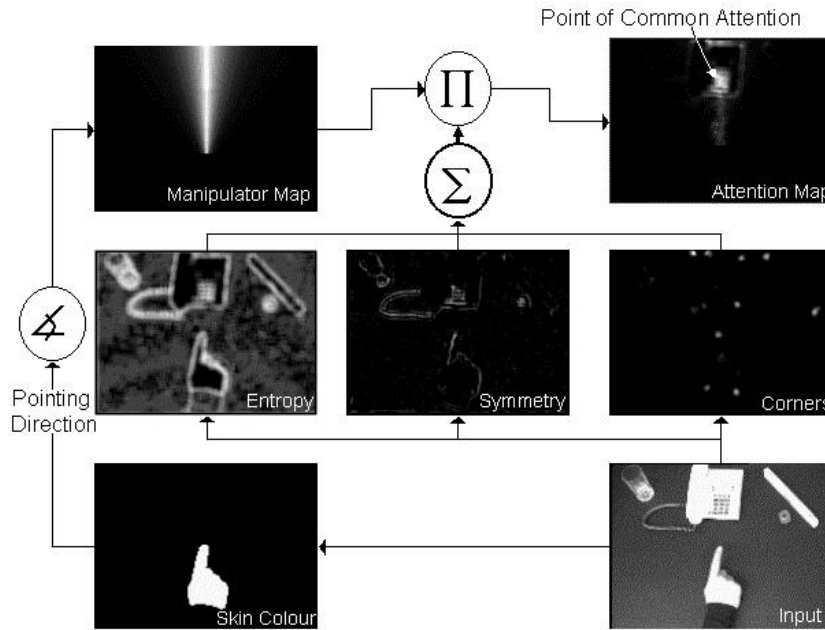 Point of Common Attention
∏
Manipulator Map
Attention Map
∑
∡
Entropy
Symmetry
Corners
Pointing
Direction
Skin Colour
Input